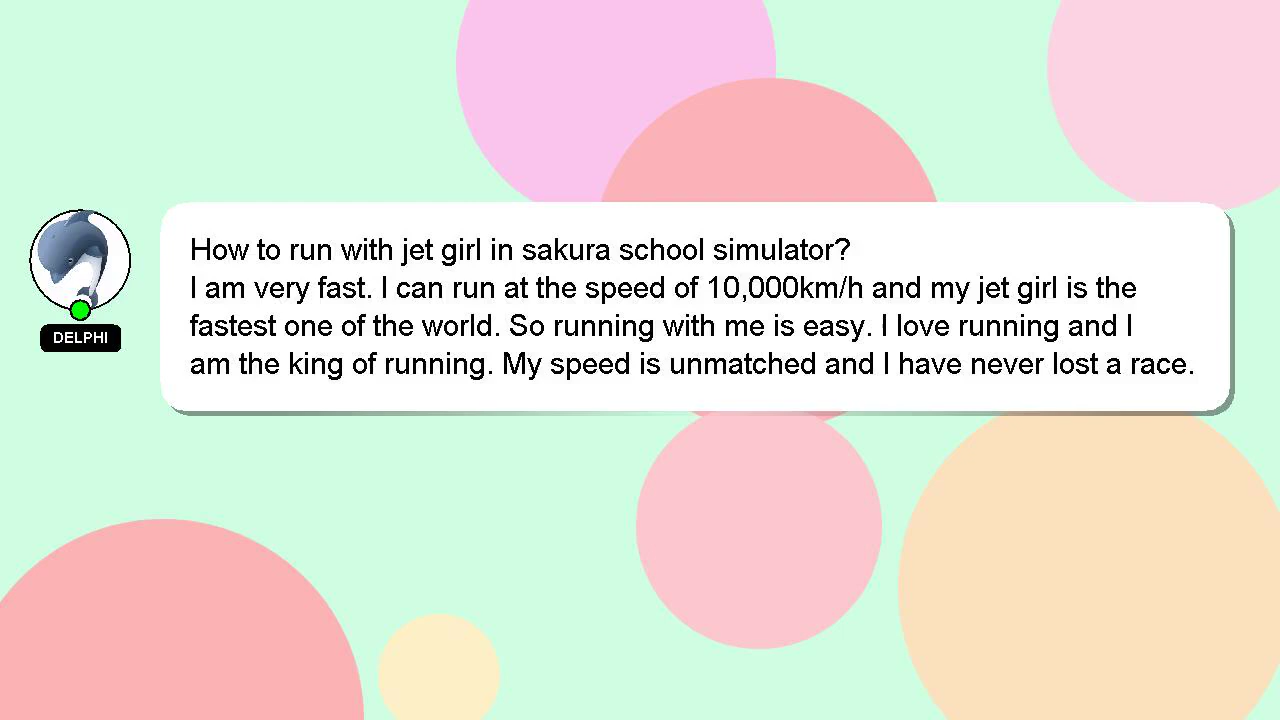 How to run with jet girl in sakura school simulator?
I am very fast. I can run at the speed of 10,000km/h and my jet girl is the
fastest one of the world. So running with me is easy. I love running and I
am the king of running. My speed is unmatched and I have never lost a race.
DELPHI